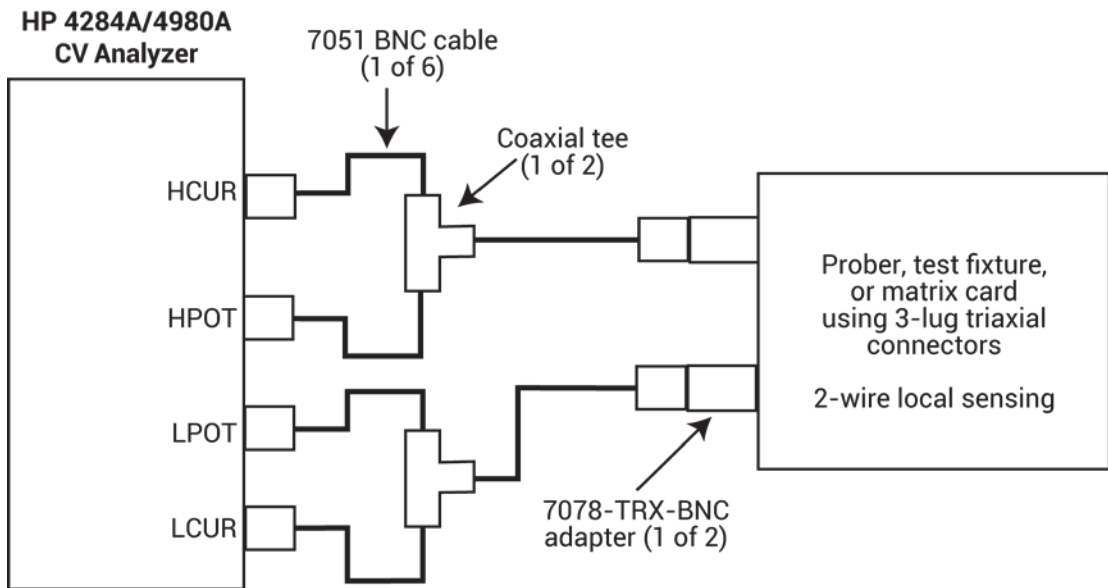 HP 4284A/4980A
CV Analyzer
7051 BNC cable
(1 of 6)
Coaxial tee
(1 of 2)
HCUR
HPOT
LPOT
LCUR
Prober, test fixture,
or matrix card
using 3-lug triaxial
connectors
2-wire local sensing
7078-TRX-BNC
adapter (1 of 2)